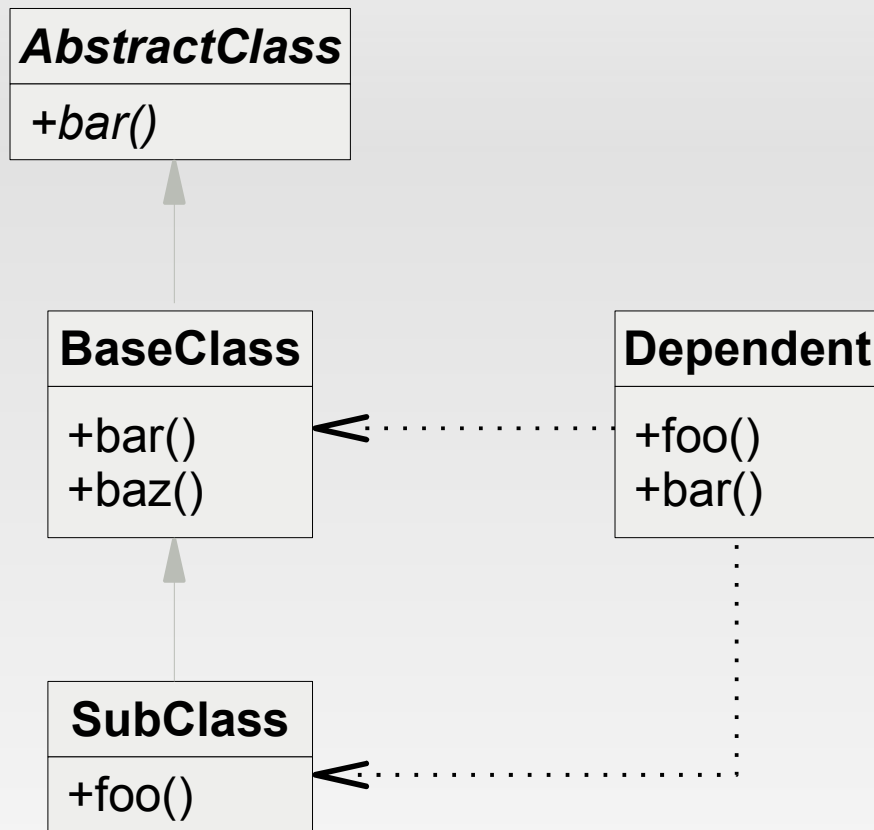 AbstractClass
+bar()
BaseClass
+bar()
+baz()
Dependent
+foo()
+bar()
SubClass
+foo()